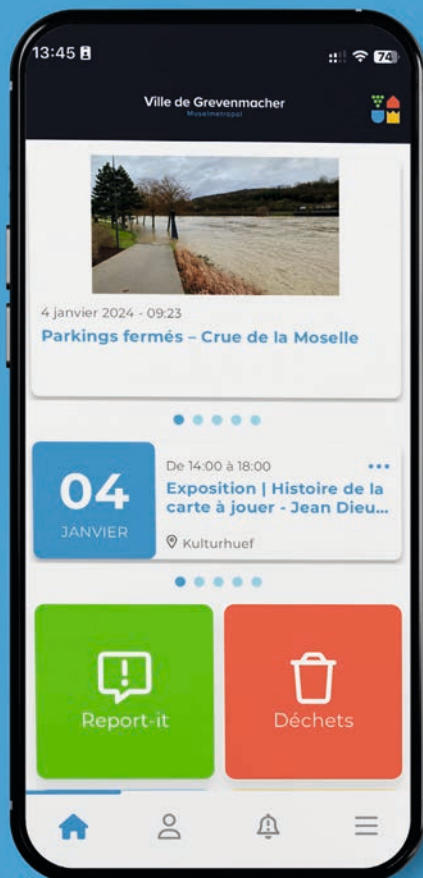 13:45
74
Ville de Grevenmacher
Muselmetropol
4 janvier 2024 - 09:23
Parkings fermés – Crue de la Moselle
04
JANVIER
De 14:00 à 18:00
Exposition | Histoire de la
carte à jouer - Jean Dieu...
Kulturhuef
Report-it
Déchets